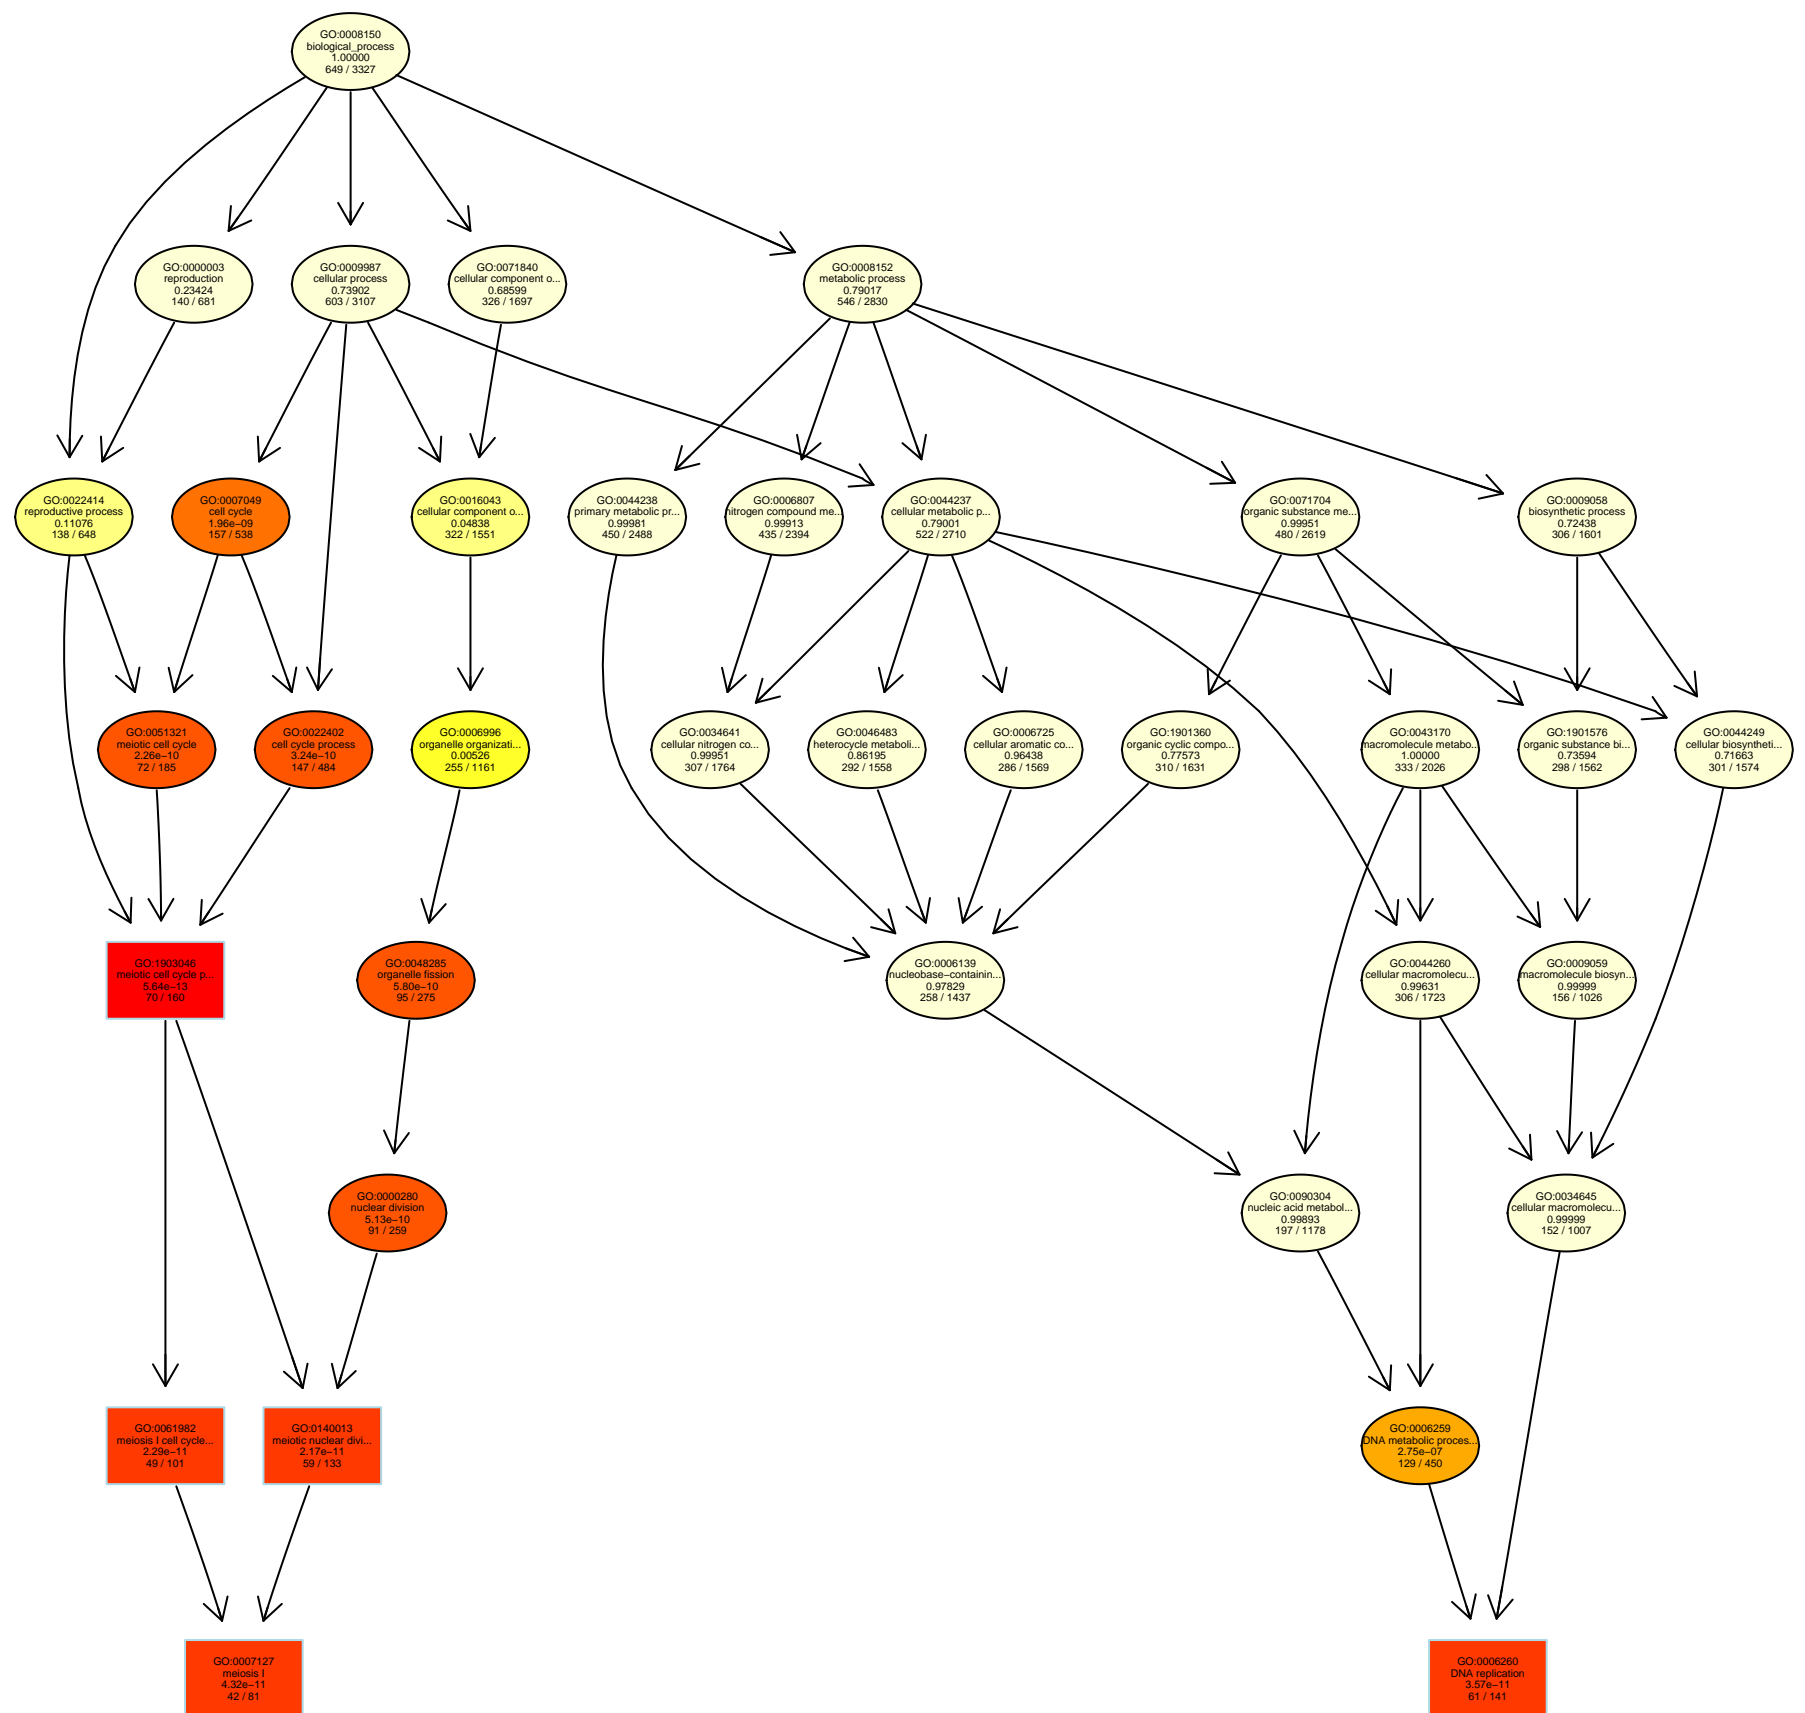 GO:0008150
biological_process
1.00000
649 / 3327
GO:0000003
reproduction
0.23424
140 / 681
GO:0009987
cellular process
0.73902
603 / 3107
GO:0071840
cellular component o...
0.68599
326 / 1697
GO:0008152
metabolic process
0.79017
546 / 2830
GO:0022414
reproductive process
0.11076
138 / 648
GO:0007049
cell cycle
1.96e−09
157 / 538
GO:0016043
cellular component o...
0.04838
322 / 1551
GO:0044238
primary metabolic pr...
0.99981
450 / 2488
GO:0006807
nitrogen compound me...
0.99913
435 / 2394
GO:0044237
cellular metabolic p...
0.79001
522 / 2710
GO:0071704
organic substance me...
0.99951
480 / 2619
GO:0009058
biosynthetic process
0.72438
306 / 1601
GO:0051321
meiotic cell cycle
2.26e−10
72 / 185
GO:0022402
cell cycle process
3.24e−10
147 / 484
GO:0006996
organelle organizati...
0.00526
255 / 1161
GO:0034641
cellular nitrogen co...
0.99951
307 / 1764
GO:0046483
heterocycle metaboli...
0.86195
292 / 1558
GO:0006725
cellular aromatic co...
0.96438
286 / 1569
GO:1901360
organic cyclic compo...
0.77573
310 / 1631
GO:0043170
macromolecule metabo...
1.00000
333 / 2026
GO:1901576
organic substance bi...
0.73594
298 / 1562
GO:0044249
cellular biosyntheti...
0.71663
301 / 1574
GO:1903046
meiotic cell cycle p...
5.64e−13
70 / 160
GO:0048285
organelle fission
5.80e−10
95 / 275
GO:0006139
nucleobase−containin...
0.97829
258 / 1437
GO:0044260
cellular macromolecu...
0.99631
306 / 1723
GO:0009059
macromolecule biosyn...
0.99999
156 / 1026
GO:0000280
nuclear division
5.13e−10
91 / 259
GO:0090304
nucleic acid metabol...
0.99893
197 / 1178
GO:0034645
cellular macromolecu...
0.99999
152 / 1007
GO:0061982
meiosis I cell cycle...
2.29e−11
49 / 101
GO:0140013
meiotic nuclear divi...
2.17e−11
59 / 133
GO:0006259
DNA metabolic proces...
2.75e−07
129 / 450
GO:0007127
meiosis I
4.32e−11
42 / 81
GO:0006260
DNA replication
3.57e−11
61 / 141